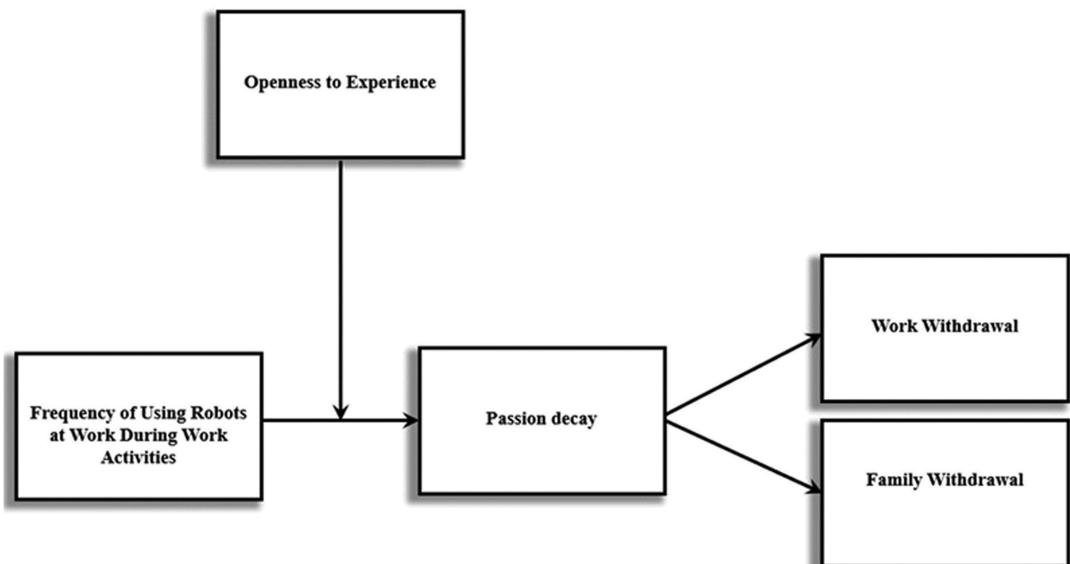 Openness to Experience
Frequency of Using Robots
at Work During Work
Activities
Passion decay
Work Withdrawal
Family Withdrawal